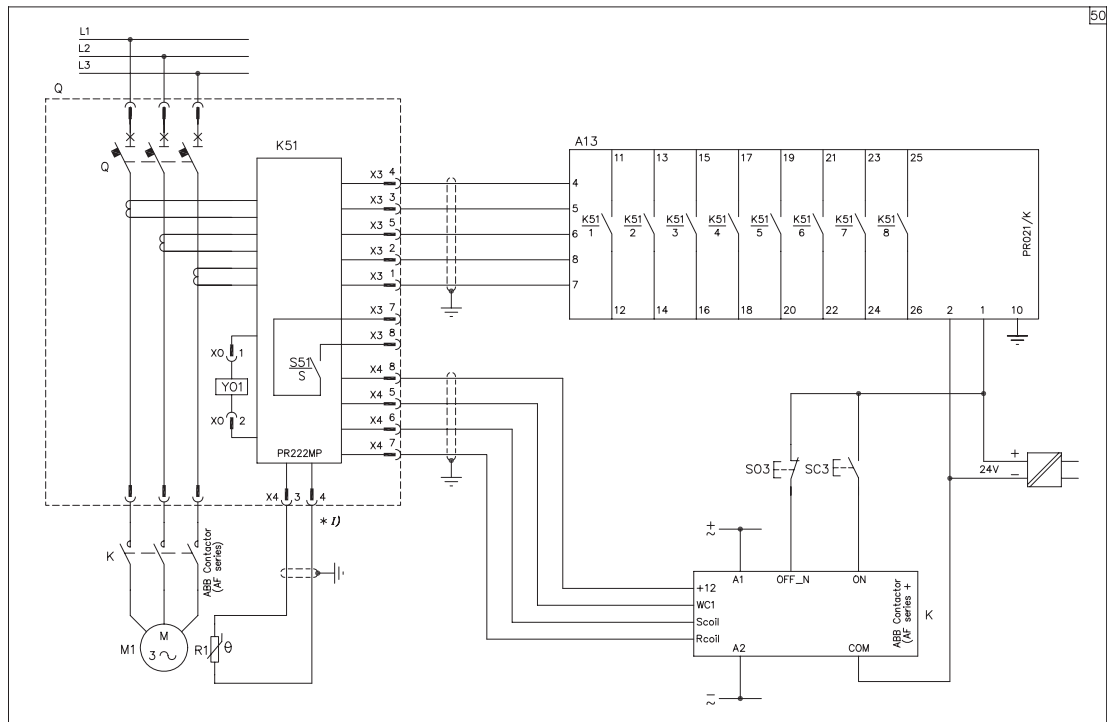 50
L1
L2
L3
Q
Q
K51
X3 4
X3 3
X3 5
X3 2
X3 1
X3 7
X3 8
X4 8
X4 5
X4 6
X4 7
S51
S
X0 1
Y01
X0 2
PR222MP
X4 3 4
* I)
K
ABB Contactor
(AF series)
M1
M
3 ~
R1
θ
A13
11 13 15 17 19 21 23 25
4
5
6
8
7
K51
1
K51
2
K51
3
K51
4
K51
5
K51
6
K51
7
K51
8
PR021/K
12 14 16 18 20 22 24 26 2 1 10
SO3
SC3
24V
+
−
+
~
A1 OFF_N ON
+12
WC1
Scoil
Rcoil
ABB Contactor
(AF series +
K
A2 COM
−
~